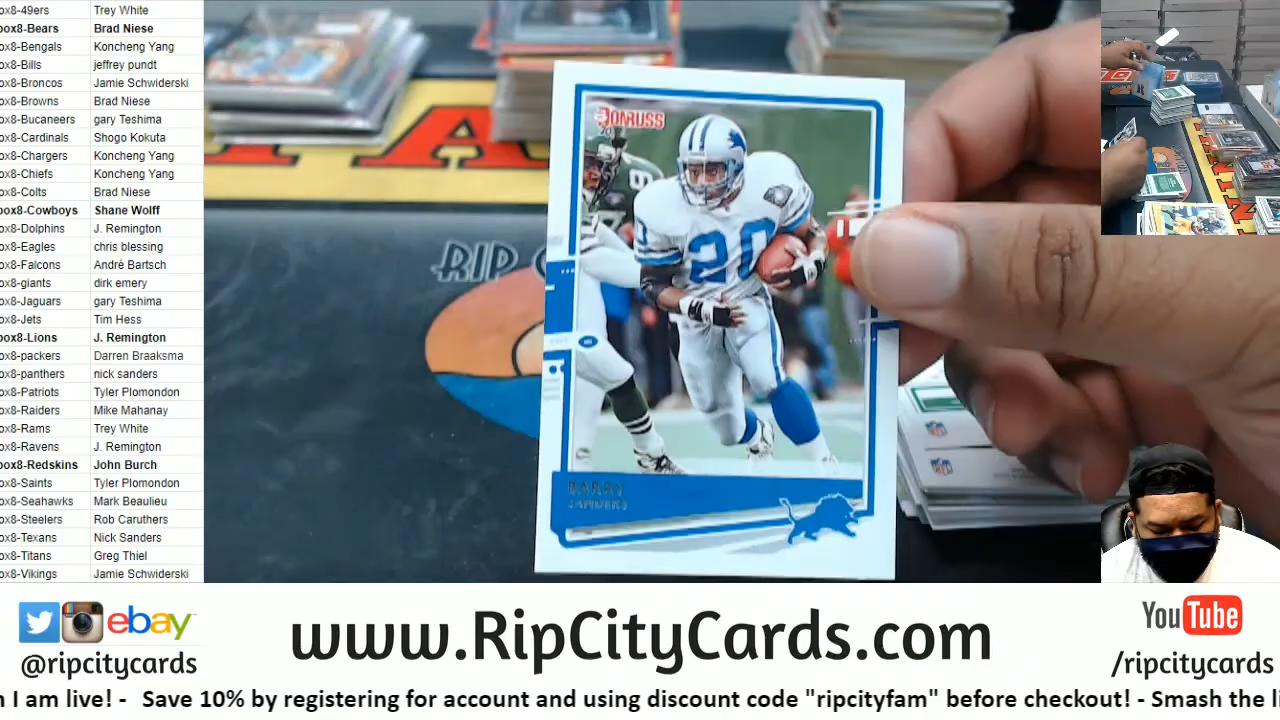 ox8-49ers Trey White
box8-Bears Brad Niese
ox8-Bengals Koncheng Yang
ox8-Bills jeffrey pundt
ox8-Broncos Jamie Schwiderski
ox8-Browns Brad Niese
ox8-Bucaneers gary Teshima
ox8-Cardinals Shogo Kokuta
ox8-Chargers Koncheng Yang
ox8-Chiefs Koncheng Yang
ox8-Colts Brad Niese
box8-Cowboys Shane Wolff
ox8-Dolphins J. Remington
ox8-Eagles chris blessing
ox8-Falcons André Bartsch
ox8-giants dirk emery
ox8-Jaguars gary Teshima
ox8-Jets Tim Hess
box8-Lions J. Remington
ox8-packers Darren Braaksma
ox8-panthers nick sanders
ox8-Patriots Tyler Plomondon
ox8-Raiders Mike Mahanay
ox8-Rams Trey White
ox8-Ravens J. Remington
box8-Redskins John Burch
ox8-Saints Tyler Plomondon
ox8-Seahawks Mark Beaulieu
ox8-Steelers Rob Caruthers
ox8-Texans Nick Sanders
ox8-Titans Greg Thiel
ox8-Vikings Jamie Schwiderski
DONRUSS
20
BARRY
SANDERS
RIP
ebay
@ripcitycards
www.RipCityCards.com
YouTube
/ripcitycards
I am live! - Save 10% by registering for account and using discount code "ripcityfam" before checkout! - Smash the li